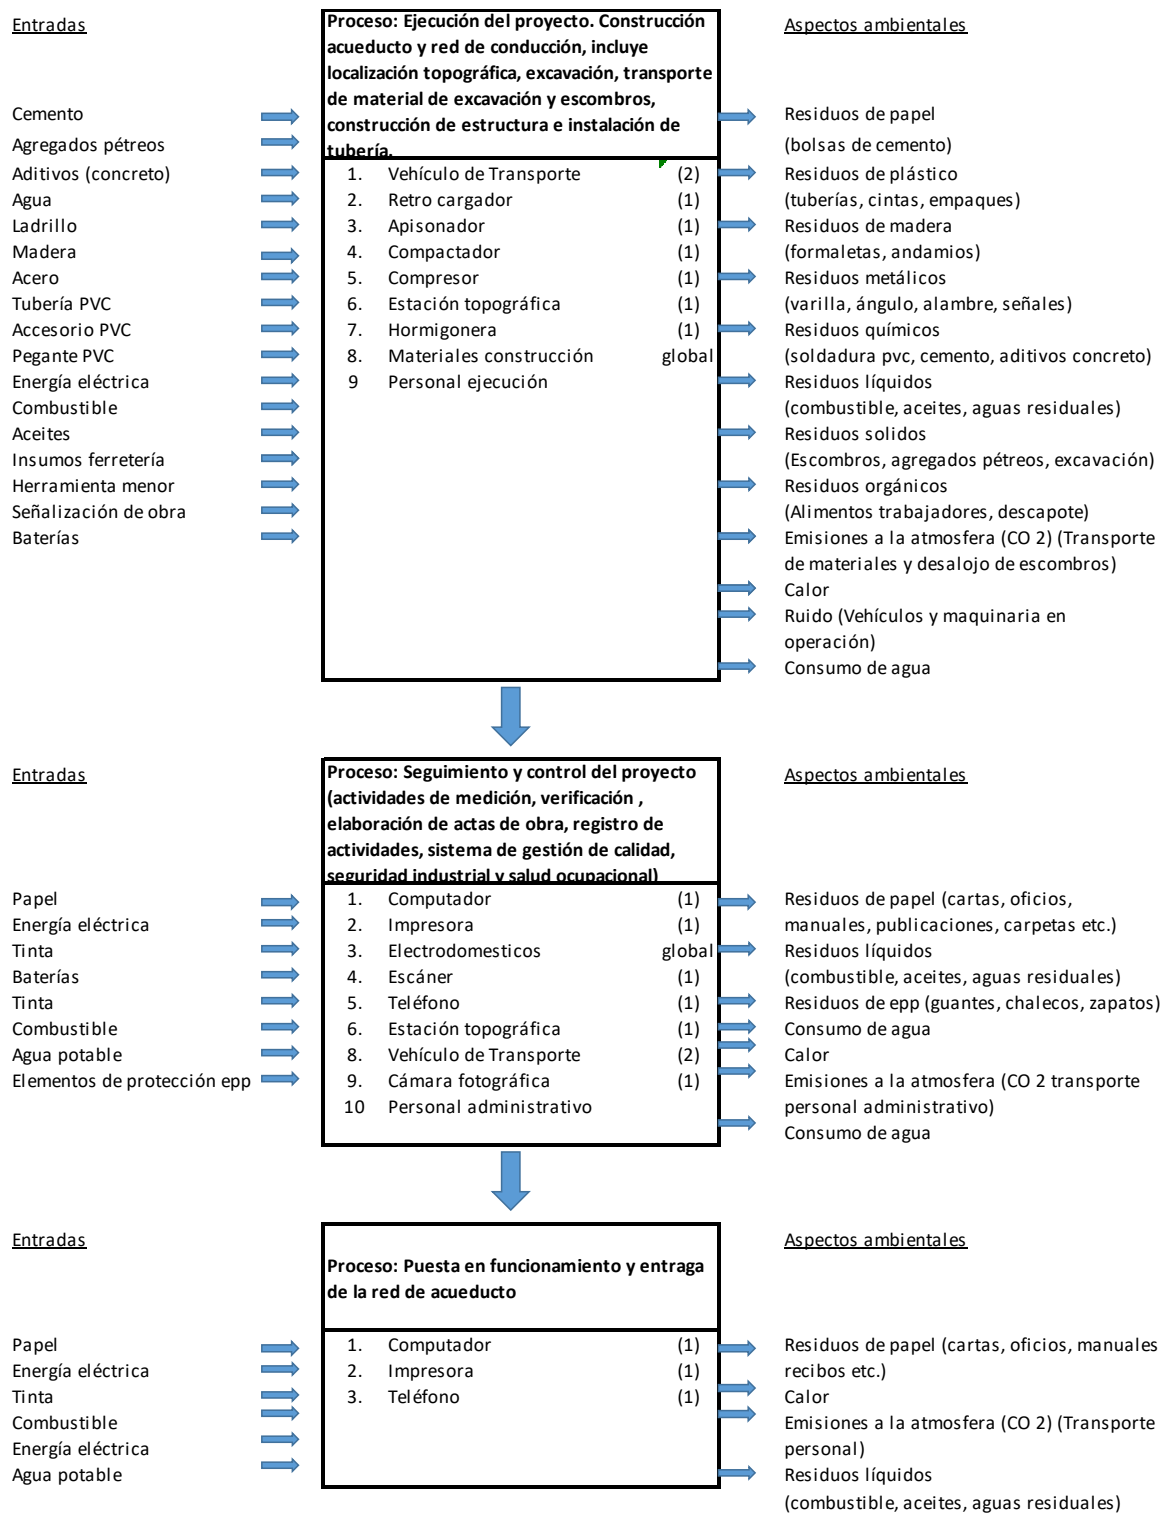 Entradas
Proceso: Ejecución del proyecto. Construcción
acueducto y red de conducción, incluye
localización topográfica, excavación, transporte
de material de excavación y escombros,
construcción de estructura e instalación de
tubería.
Aspectos ambientales
Cemento
Agregados pétreos
Aditivos (concreto)
Agua
Ladrillo
Madera
Acero
Tubería PVC
Accesorio PVC
Pegante PVC
Energía eléctrica
Combustible
Aceites
Insumos ferretería
Herramienta menor
Señalización de obra
Baterías
1. Vehículo de Transporte (2)
2. Retro cargador (1)
3. Apisonador (1)
4. Compactador (1)
5. Compresor (1)
6. Estación topográfica (1)
7. Hormigonera (1)
8. Materiales construcción global
9 Personal ejecución
Residuos de papel
(bolsas de cemento)
Residuos de plástico
(tuberías, cintas, empaques)
Residuos de madera
(formaletas, andamios)
Residuos metálicos
(varilla, ángulo, alambre, señales)
Residuos químicos
(soldadura pvc, cemento, aditivos concreto)
Residuos líquidos
(combustible, aceites, aguas residuales)
Residuos solidos
(Escombros, agregados pétreos, excavación)
Residuos orgánicos
(Alimentos trabajadores, descapote)
Emisiones a la atmosfera (CO 2) (Transporte
de materiales y desalojo de escombros)
Calor
Ruido (Vehículos y maquinaria en
operación)
Consumo de agua
Entradas
Proceso: Seguimiento y control del proyecto
(actividades de medición, verificación ,
elaboración de actas de obra, registro de
actividades, sistema de gestión de calidad,
seguridad industrial y salud ocupacional)
Aspectos ambientales
Papel
Energía eléctrica
Tinta
Baterías
Tinta
Combustible
Agua potable
Elementos de protección epp
1. Computador (1)
2. Impresora (1)
3. Electrodomesticos global
4. Escáner (1)
5. Teléfono (1)
6. Estación topográfica (1)
8. Vehículo de Transporte (2)
9. Cámara fotográfica (1)
10 Personal administrativo
Residuos de papel (cartas, oficios,
manuales, publicaciones, carpetas etc.)
Residuos líquidos
(combustible, aceites, aguas residuales)
Residuos de epp (guantes, chalecos, zapatos)
Consumo de agua
Calor
Emisiones a la atmosfera (CO 2 transporte
personal administrativo)
Consumo de agua
Entradas
Proceso: Puesta en funcionamiento y entraga
de la red de acueducto
Aspectos ambientales
Papel
Energía eléctrica
Tinta
Combustible
Energía eléctrica
Agua potable
1. Computador (1)
2. Impresora (1)
3. Teléfono (1)
Residuos de papel (cartas, oficios, manuales
recibos etc.)
Calor
Emisiones a la atmosfera (CO 2) (Transporte
personal)
Residuos líquidos
(combustible, aceites, aguas residuales)